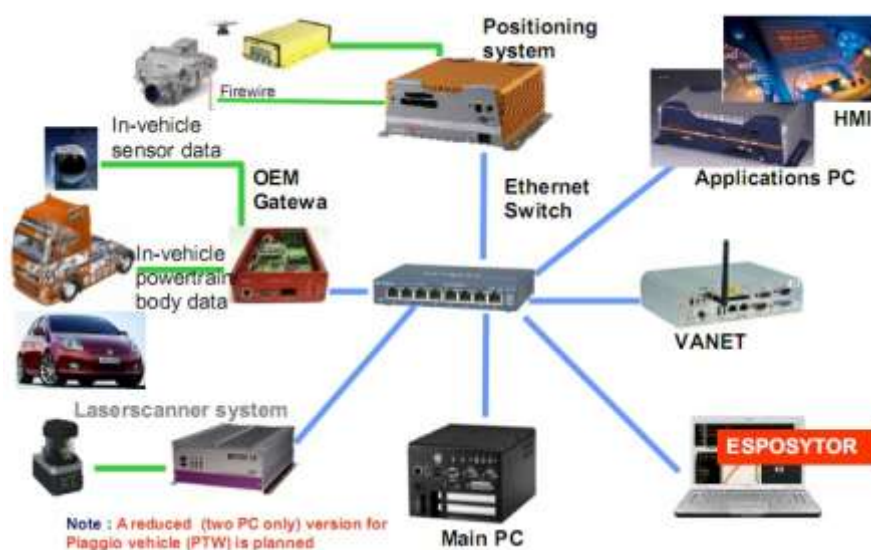 Positioning
system
Firewire
HMI
In-vehicle
sensor data
OEM
Gatewa
Ethernet
Switch
Applications PC
In-vehicle
powertrain
body data
VANET
Laserscanner system
ESPOSYTOR
Main PC
Note : A reduced (two PC only) version for
Piaggio vehicle (PTW) is planned